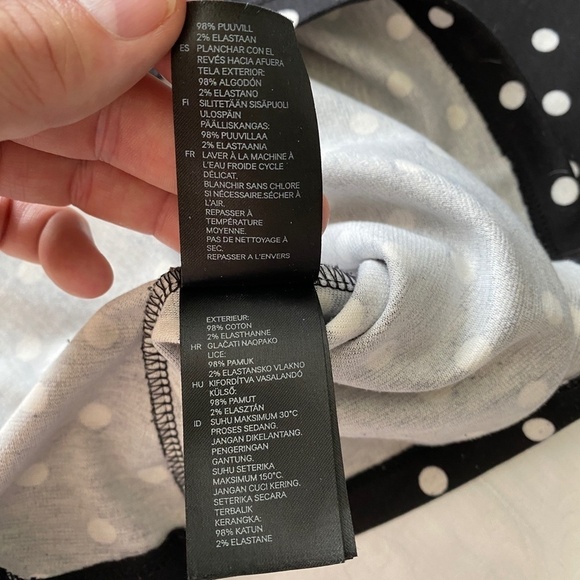 98% PUUVILL
2% ELASTAAN
ES PLANCHAR CON EL
REVÉS HACIA AFUERA
TELA EXTERIOR:
98% ALGODÓN
2% ELASTANO
FI SILITETÄÄN SISÄPUOLI
ULOSPÄIN
PÄÄLLISKANGAS:
98% PUUVILLAA
2% ELASTAANIA
FR LAVER À LA MACHINE À
L'EAU FROIDE CYCLE
DÉLICAT.
BLANCHIR SANS CHLORE
SI NÉCESSAIRE.SÉCHER À
L'AIR.
REPASSER À
TEMPÉRATURE
MOYENNE.
PAS DE NETTOYAGE À
SEC.
REPASSER A L'ENVERS
EXTERIEUR:
98% COTON
2% ELASTHANNE
HR GLAČATI NAOPAKO
LICE:
98% PAMUK
2% ELASTANSKO VLAKNO
HU KIFORDÍTVA VASALANDÓ
KÜLSŐ:
98% PAMUT
2% ELASZTÁN
ID SUHU MAKSIMUM 30°C
PROSES SEDANG.
JANGAN DIKELANTANG.
PENGERINGAN
GANTUNG.
SUHU SETERIKA
MAKSIMUM 150°C.
JANGAN CUCI KERING.
SETERIKA SECARA
TERBALIK
KERANGKA:
98% KATUN
2% ELASTANE